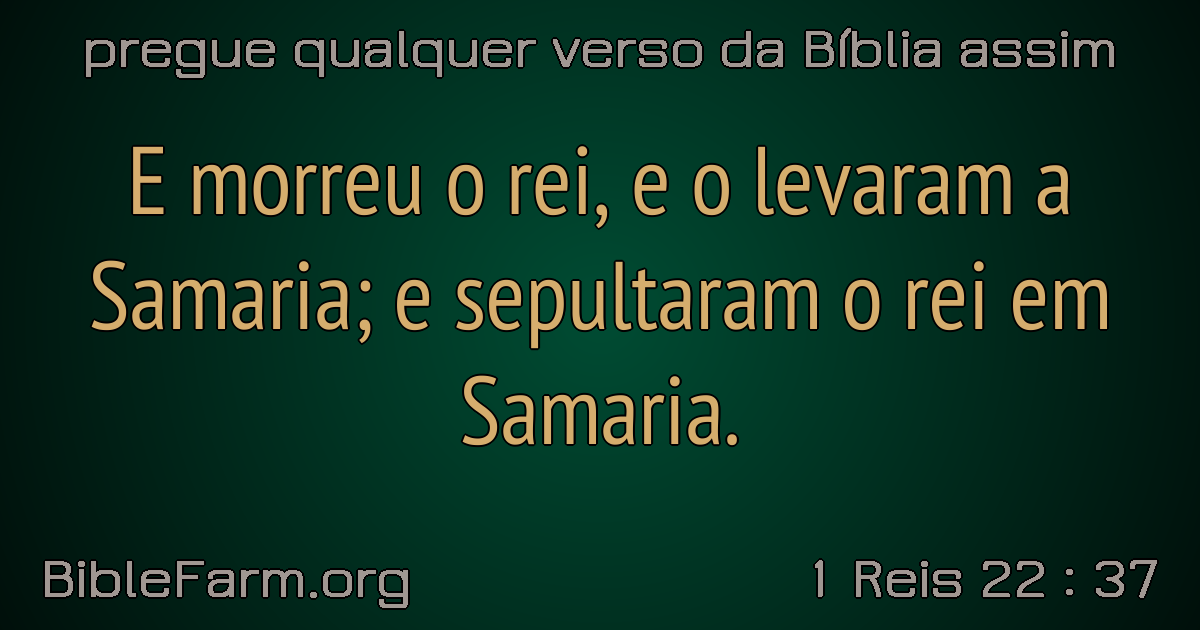 pregue qualquer verso da Bíblia assim
E morreu o rei, e o levaram a
Samaria; e sepultaram o rei em
Samaria.
BibleFarm.org
1 Reis 22 : 37